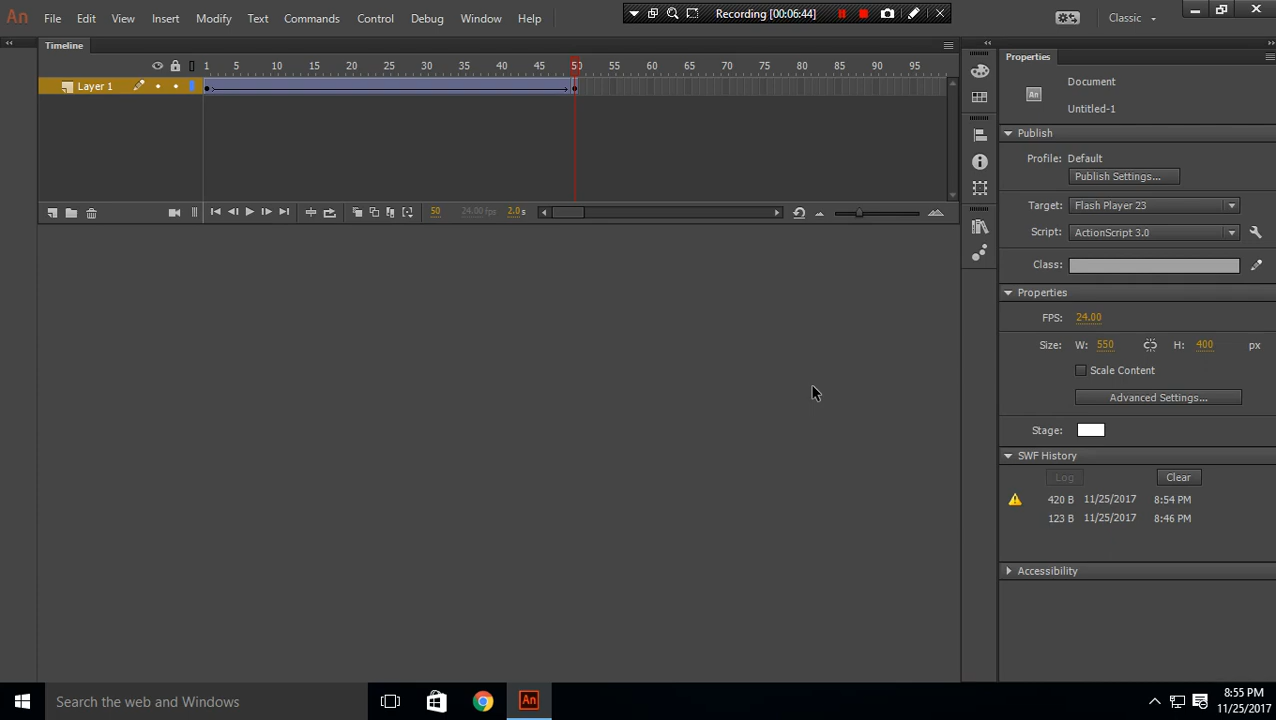 An File Edit View Insert Modify Text Commands Control Debug Window Help Recording [00:06:44] Classic
Timeline
1 5 10 15 20 25 30 35 40 45 50 55 60 65 70 75 80 85 90 95
Layer 1
50 24.00 fps 2.0 s
Properties
An Document
Untitled-1
Publish
Profile: Default
Publish Settings...
Target: Flash Player 23
Script: ActionScript 3.0
Class:
Properties
FPS: 24.00
Size: W: 550 H: 400 px
Scale Content
Advanced Settings...
Stage:
SWF History
Log Clear
420 B 11/25/2017 8:54 PM
123 B 11/25/2017 8:46 PM
Accessibility
Search the web and Windows An 8:55 PM
11/25/2017